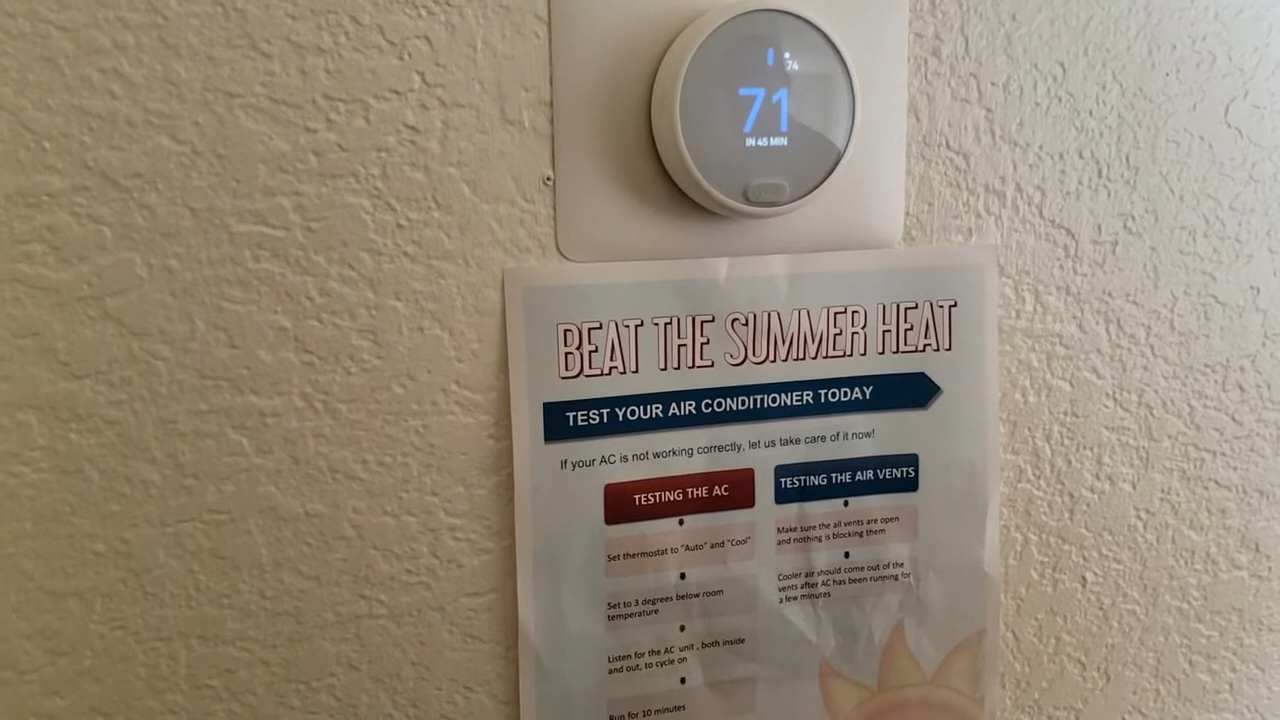 74
71
IN 45 MIN
BEAT THE SUMMER HEAT
TEST YOUR AIR CONDITIONER TODAY
If your AC is not working correctly, let us take care of it now!
TESTING THE AC
Set thermostat to "Auto" and "Cool"
Set to 3 degrees below room
temperature
Listen for the AC unit , both inside
and out, to cycle on
Run for 10 minutes
TESTING THE AIR VENTS
Make sure the all vents are open
and nothing is blocking them
Cooler air should come out of the
vents after AC has been running for
a few minutes